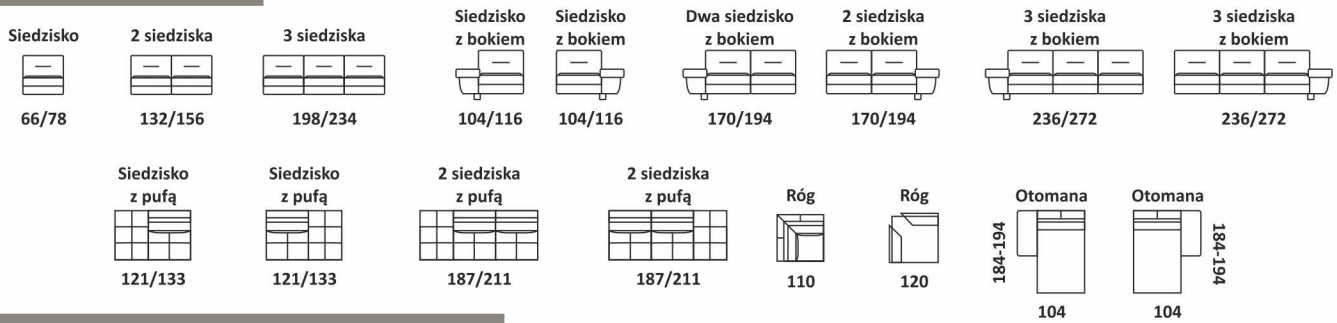 Siedzisko
66/78
2 siedziska
132/156
3 siedziska
198/234
Siedzisko
z bokiem
104/116
Siedzisko
z bokiem
104/116
Dwa siedzisko
z bokiem
170/194
2 siedziska
z bokiem
170/194
3 siedziska
z bokiem
236/272
3 siedziska
z bokiem
236/272
Siedzisko
z pufą
121/133
Siedzisko
z pufą
121/133
2 siedziska
z pufą
187/211
2 siedziska
z pufą
187/211
Róg
110
Róg
120
Otomana
184-194
104
Otomana
184-194
104